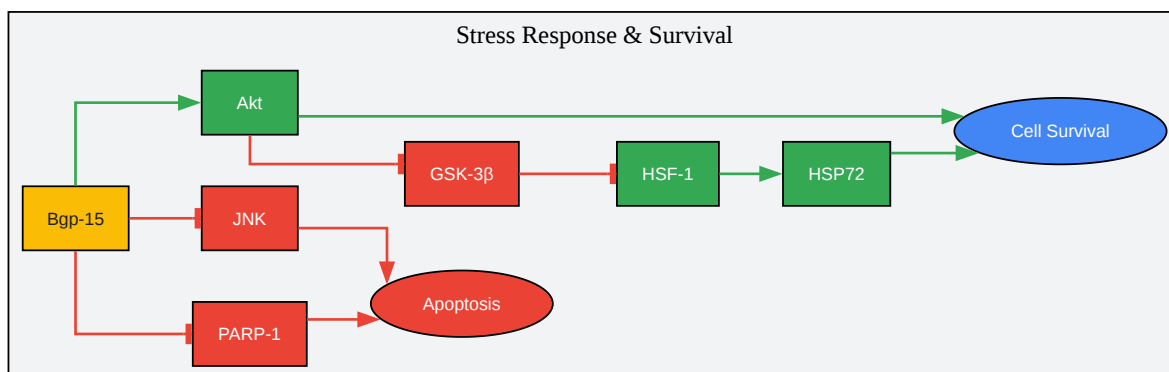 Stress Response & Survival
Akt
Cell Survival
GSK-3β
HSF-1
HSP72
Bgp-15
JNK
Apoptosis
PARP-1